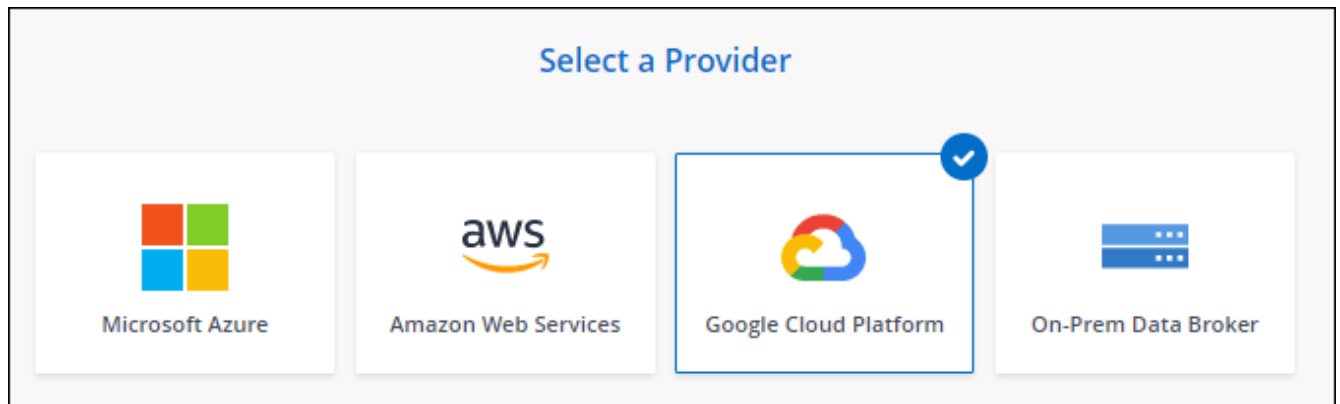 Select a Provider
aws
Microsoft Azure
Amazon Web Services
Google Cloud Platform
On-Prem Data Broker